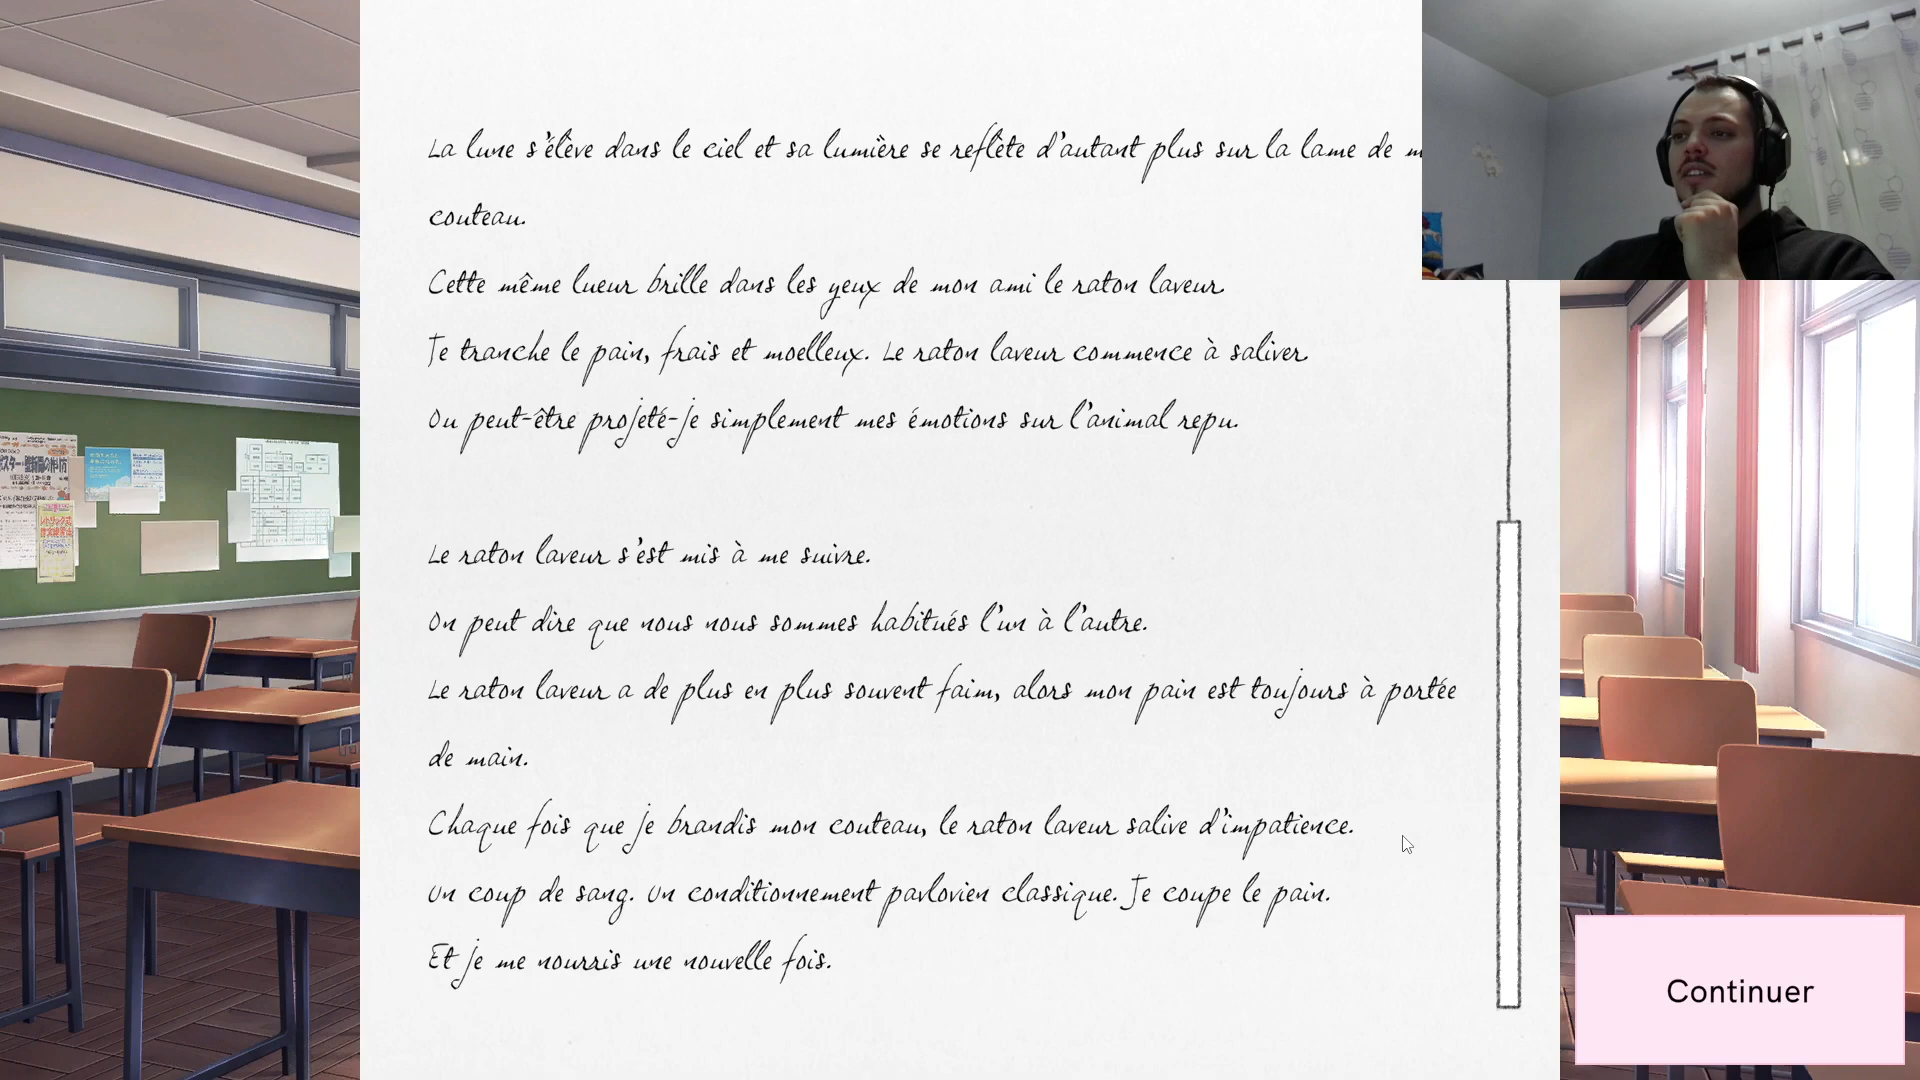 La lune s'élève dans le ciel et sa lumière se reflète d'autant plus sur la lame de
couteau.
Cette même lueur brille dans les yeux de mon ami le raton laveur
Je tranche le pain, frais et moelleux. Le raton laveur commence à saliver
Ou peut-être projeté-je simplement mes émotions sur l'animal repu.
Le raton laveur s'est mis à me suivre.
On peut dire que nous nous sommes habitués l'un à l'autre.
Le raton laveur a de plus en plus souvent faim, alors mon pain est toujours à portée
de main.
Chaque fois que je brandis mon couteau, le raton laveur salive d'impatience.
Un coup de sang. Un conditionnement pavlovien classique. Je coupe le pain.
Et je me nourris une nouvelle fois.
Continuer